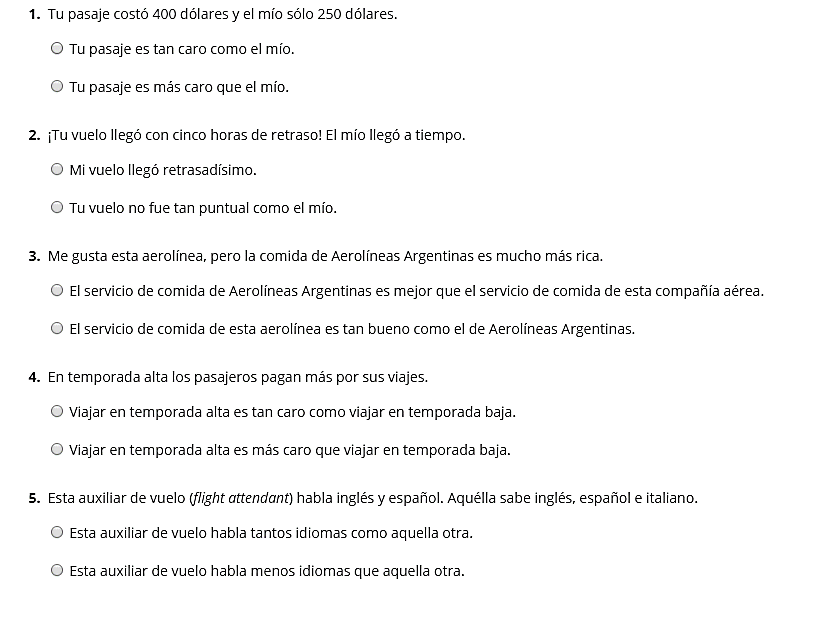 1. Tu pasaje costó 400 dólares y el mío sólo 250 dólares.
Tu pasaje es tan caro como el mío.
Tu pasaje es más caro que el mío.
2. ¡Tu vuelo llegó con cinco horas de retraso! El mío llegó a tiempo.
Mi vuelo llegó retrasadísimo.
Tu vuelo no fue tan puntual como el mío.
3. Me gusta esta aerolínea, pero la comida de Aerolíneas Argentinas es mucho más rica.
El servicio de comida de Aerolíneas Argentinas es mejor que el servicio de comida de esta compañía aérea.
El servicio de comida de esta aerolínea es tan bueno como el de Aerolíneas Argentinas.
4. En temporada alta los pasajeros pagan más por sus viajes.
Viajar en temporada alta es tan caro como viajar en temporada baja.
Viajar en temporada alta es más caro que viajar en temporada baja.
5. Esta auxiliar de vuelo (flight attendant) habla inglés y español. Aquélla sabe inglés, español e italiano.
Esta auxiliar de vuelo habla tantos idiomas como aquella otra.
Esta auxiliar de vuelo habla menos idiomas que aquella otra.